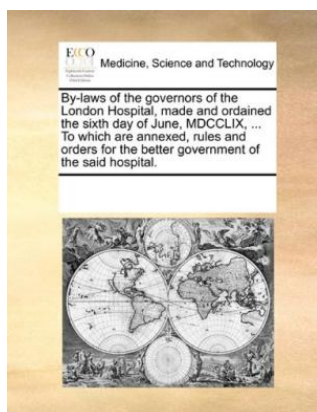 ECCO
Medicine, Science and Technology
By-laws of the governors of the
London Hospital, made and ordained
the sixth day of June, MDCCLIX, ...
To which are annexed, rules and
orders for the better government of
the said hospital.